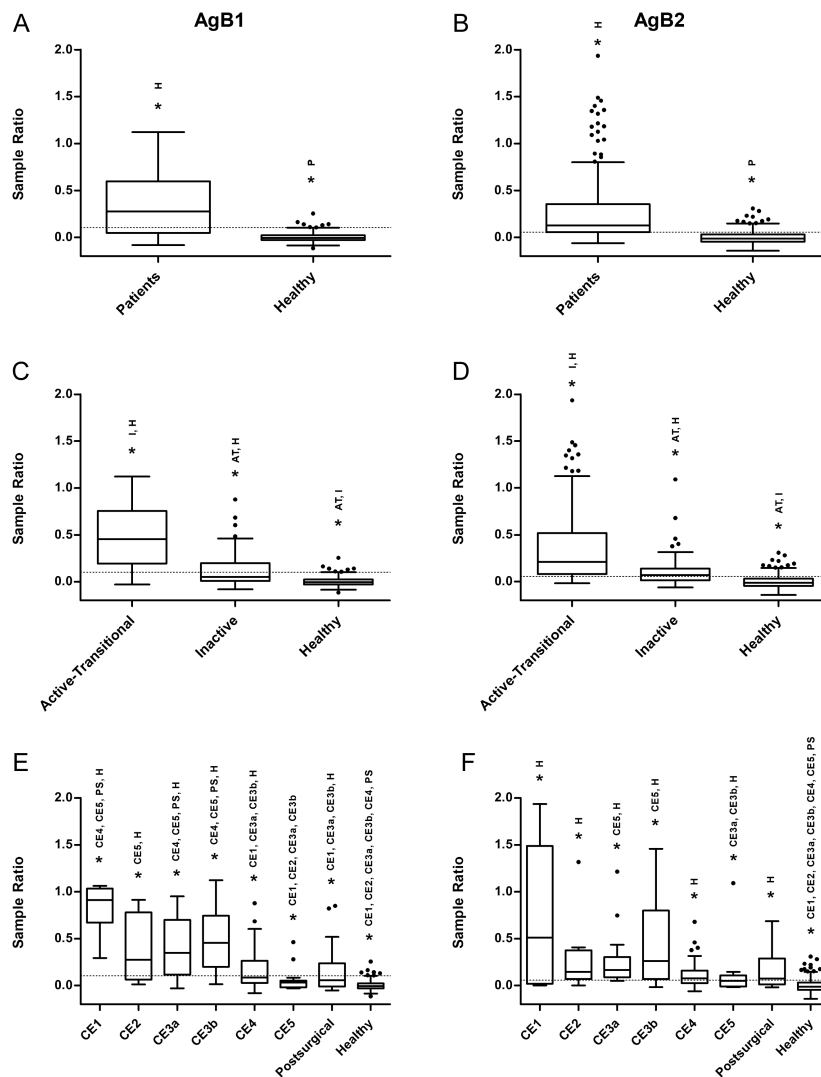 A
AgB1
Sample Ratio
2.0
1.5
1.0
0.5
0.0
* H
* P
Patients
Healthy
B
AgB2
Sample Ratio
2.0
1.5
1.0
0.5
0.0
* H
* P
Patients
Healthy
C
Sample Ratio
2.0
1.5
1.0
0.5
0.0
* I, H
* AT, H
* AT, I
Active-Transitional
Inactive
Healthy
D
Sample Ratio
2.0
1.5
1.0
0.5
0.0
* I, H
* AT, H
* AT, I
Active-Transitional
Inactive
Healthy
E
Sample Ratio
2.0
1.5
1.0
0.5
0.0
* CE4, CE5, PS, H
* CE5, H
* CE4, CE5, PS, H
* CE4, CE5, PS, H
* CE1, CE3a, CE3b, H
* CE1, CE2, CE3a, CE3b
* CE1, CE3a, CE3b, H
* CE1, CE2, CE3a, CE3b, CE4, PS
CE1
CE2
CE3a
CE3b
CE4
CE5
Postsurgical
Healthy
F
Sample Ratio
2.0
1.5
1.0
0.5
0.0
* H
* H
* CE5, H
* CE5, H
* H
* CE3a, CE3b, H
* H
* CE1, CE2, CE3a, CE3b, CE4, CE5, PS
CE1
CE2
CE3a
CE3b
CE4
CE5
Postsurgical
Healthy